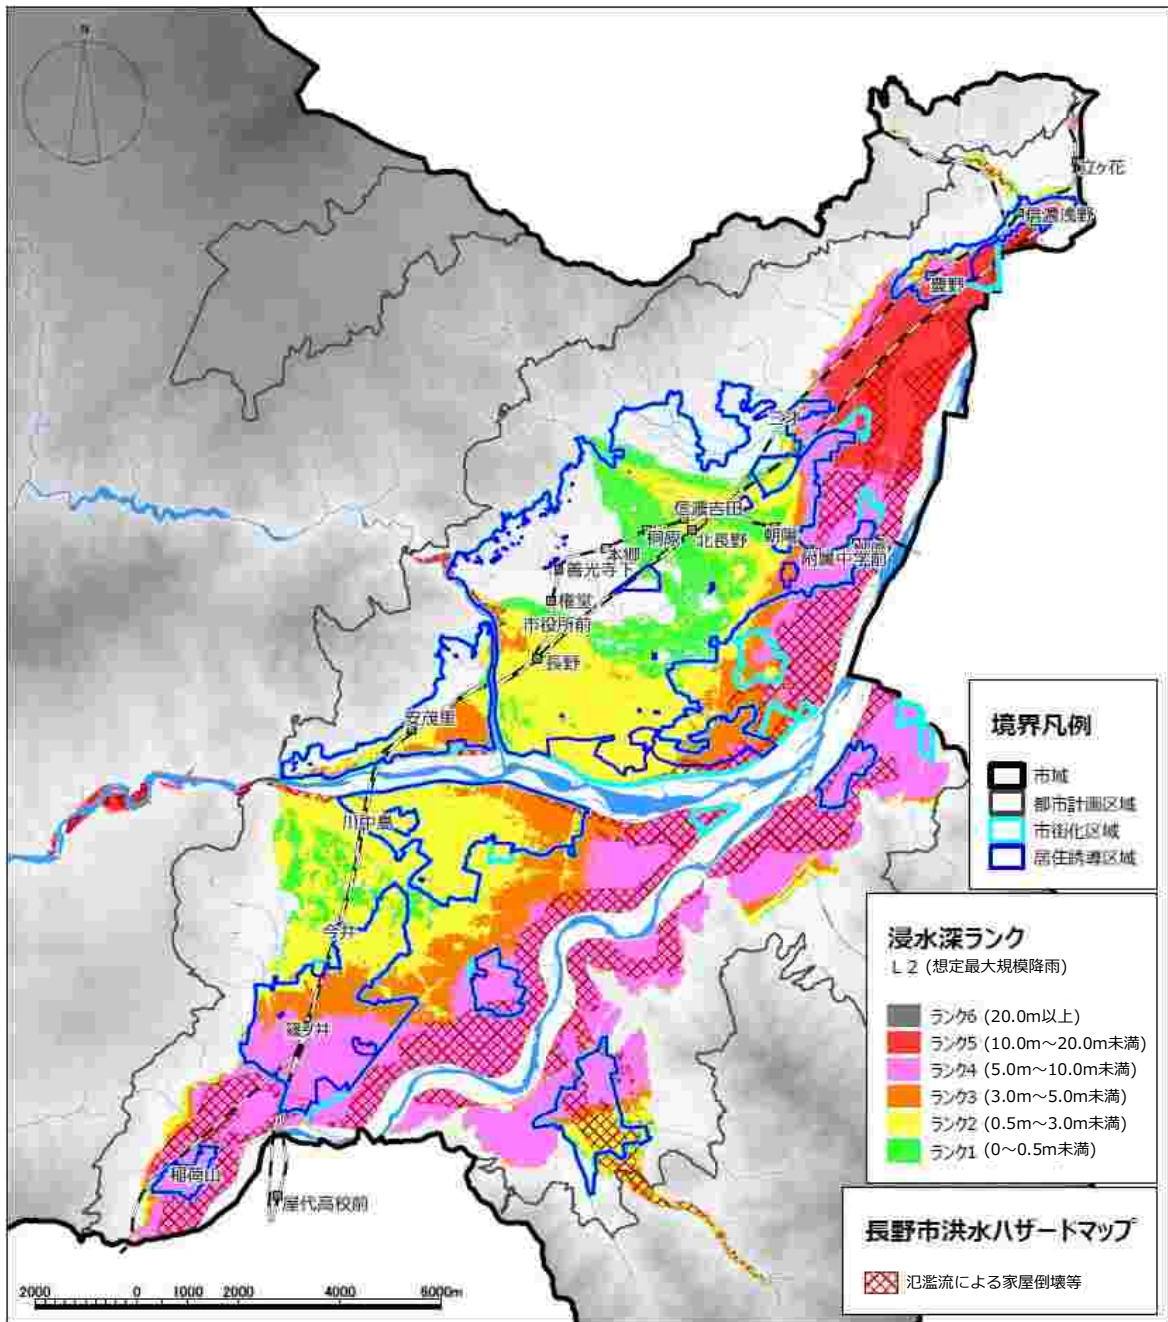 N
立ヶ花
信濃浅野
豊野
三才
信濃吉田
桐原
北長野
朝陽
附属中学前
本郷
善光寺下
権堂
市役所前
長野
安茂里
川中島
今井
篠ノ井
稲荷山
屋代高校前
境界凡例
市域
都市計画区域
市街化区域
居住誘導区域
浸水深ランク
L2 (想定最大規模降雨)
ランク6 (20.0m以上)
ランク5 (10.0m～20.0m未満)
ランク4 (5.0m～10.0m未満)
ランク3 (3.0m～5.0m未満)
ランク2 (0.5m～3.0m未満)
ランク1 (0～0.5m未満)
長野市洪水ハザードマップ
氾濫流による家屋倒壊等
2000 0 2000 4000 6000m